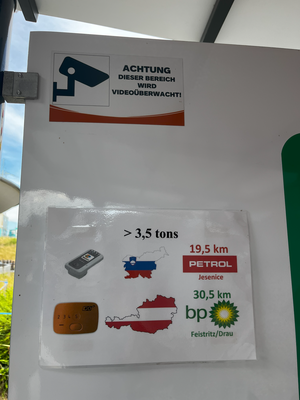 ACHTUNG
DIESER BEREICH
WIRD
VIDEOÜBERWACHT!
> 3,5 tons
19,5 km
PETROL
Jesenice
30,5 km
bp
Feistritz/Drau